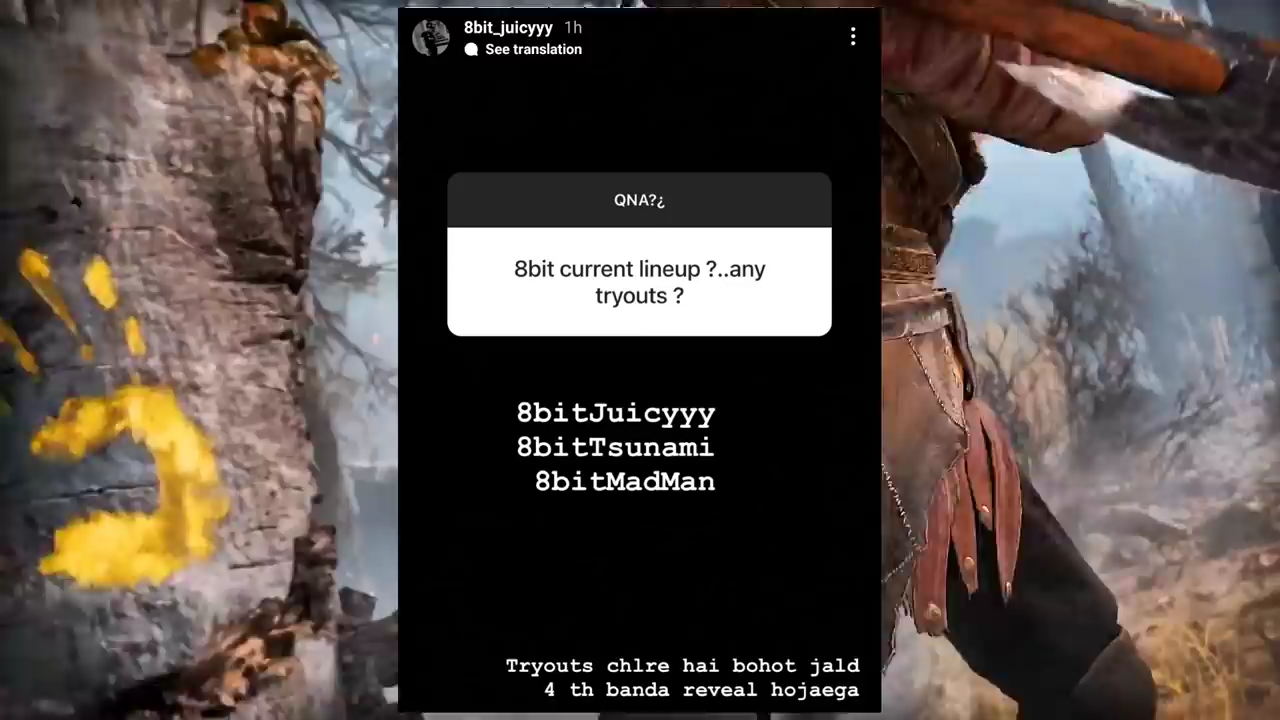 8bit_juicyyy 1h
See translation
QNA?¿
8bit current lineup ?..any
tryouts ?
8bitJuicyyy
8bitTsunami
8bitMadMan
Tryouts chlre hai bohot jald
4 th banda reveal hojaega